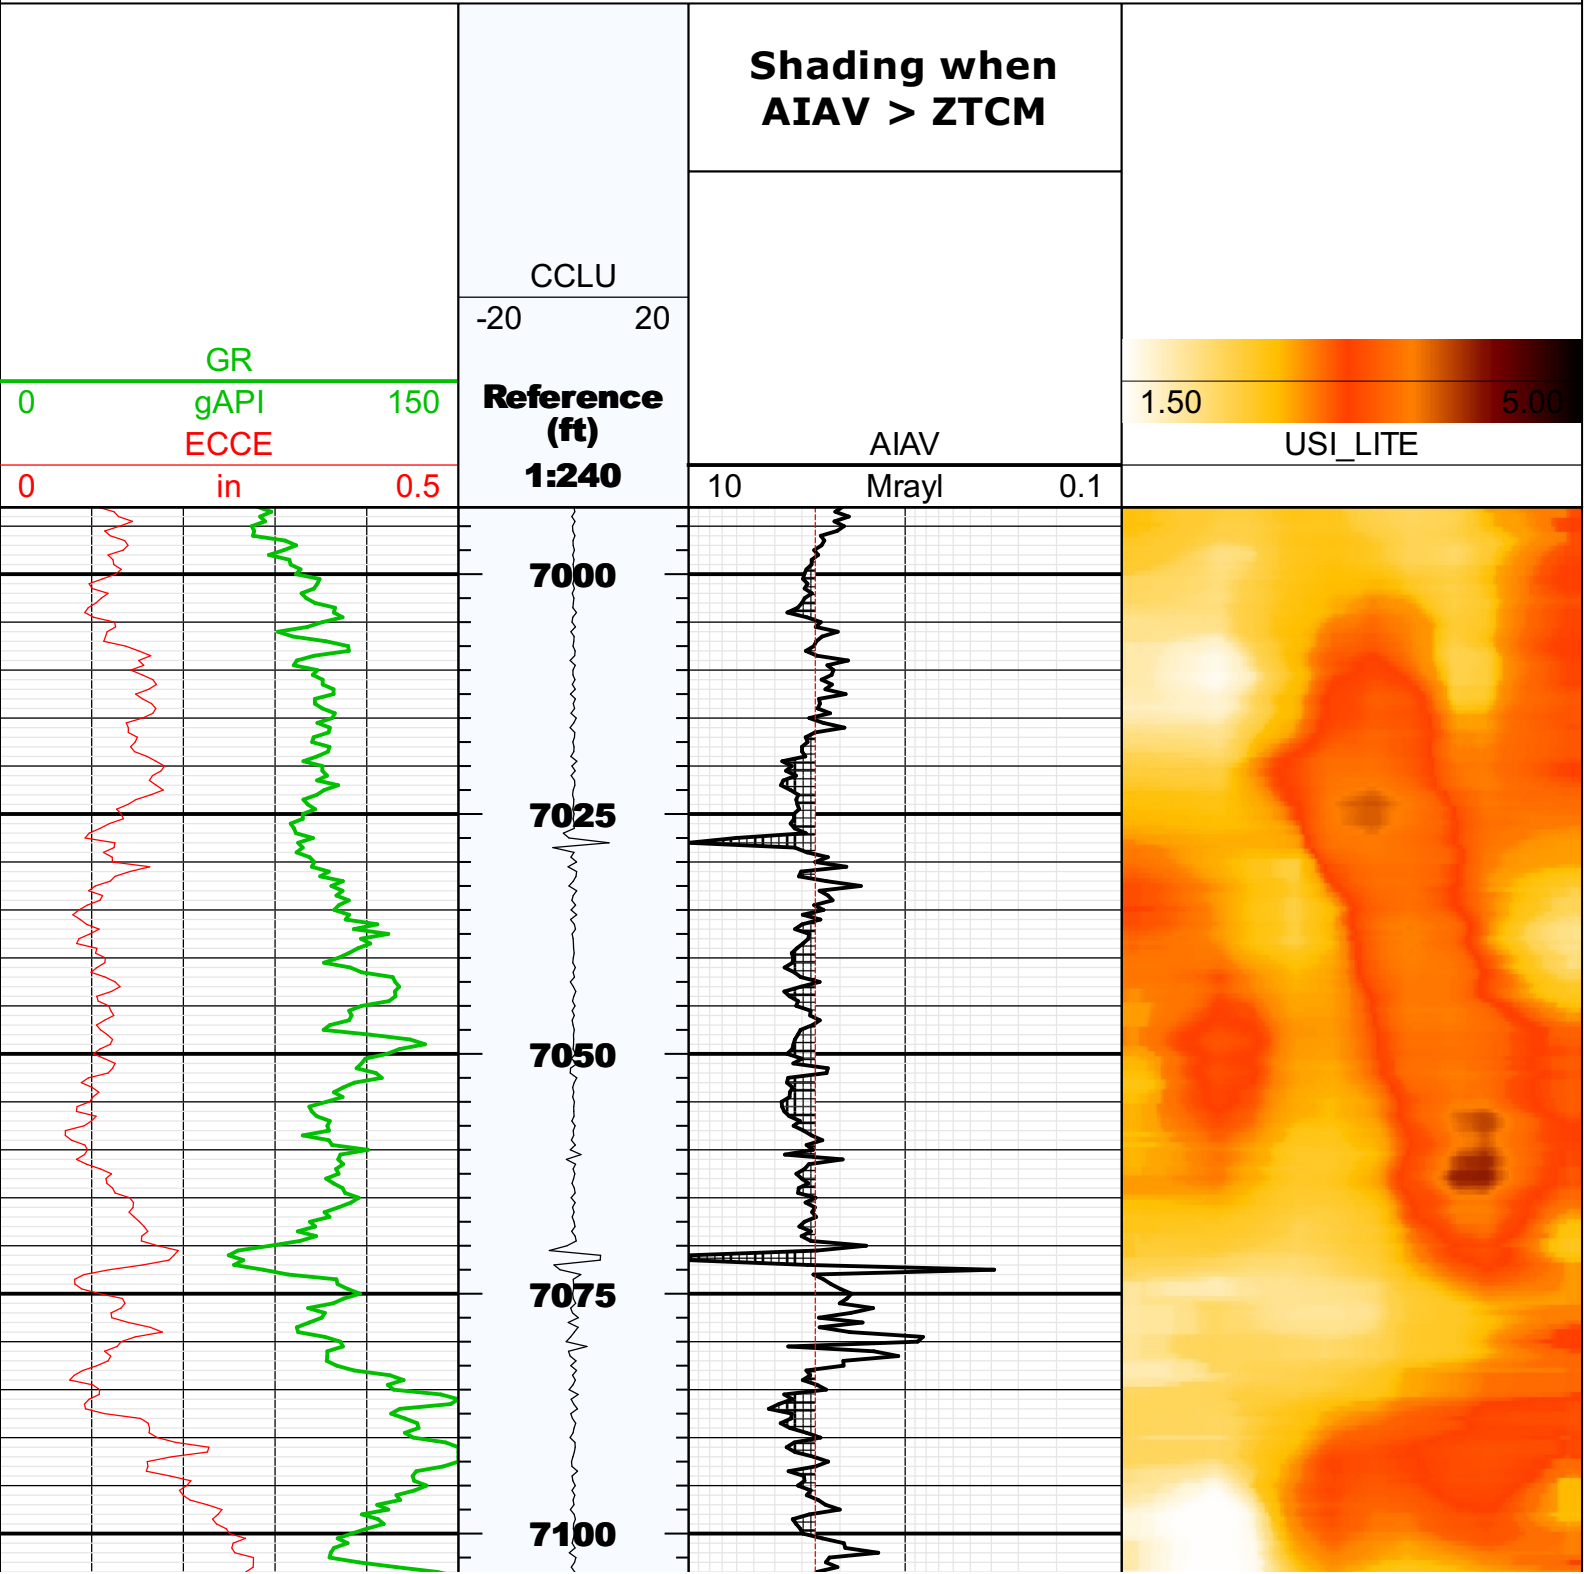 Shading when
AIAV > ZTCM
CCLU
-20 20
GR
0 gAPI 150
ECCE
0 in 0.5
Reference
(ft)
1:240
AIAV
10 Mrayl 0.1
1.50 5.00
USI_LITE
7000
7025
7050
7075
7100